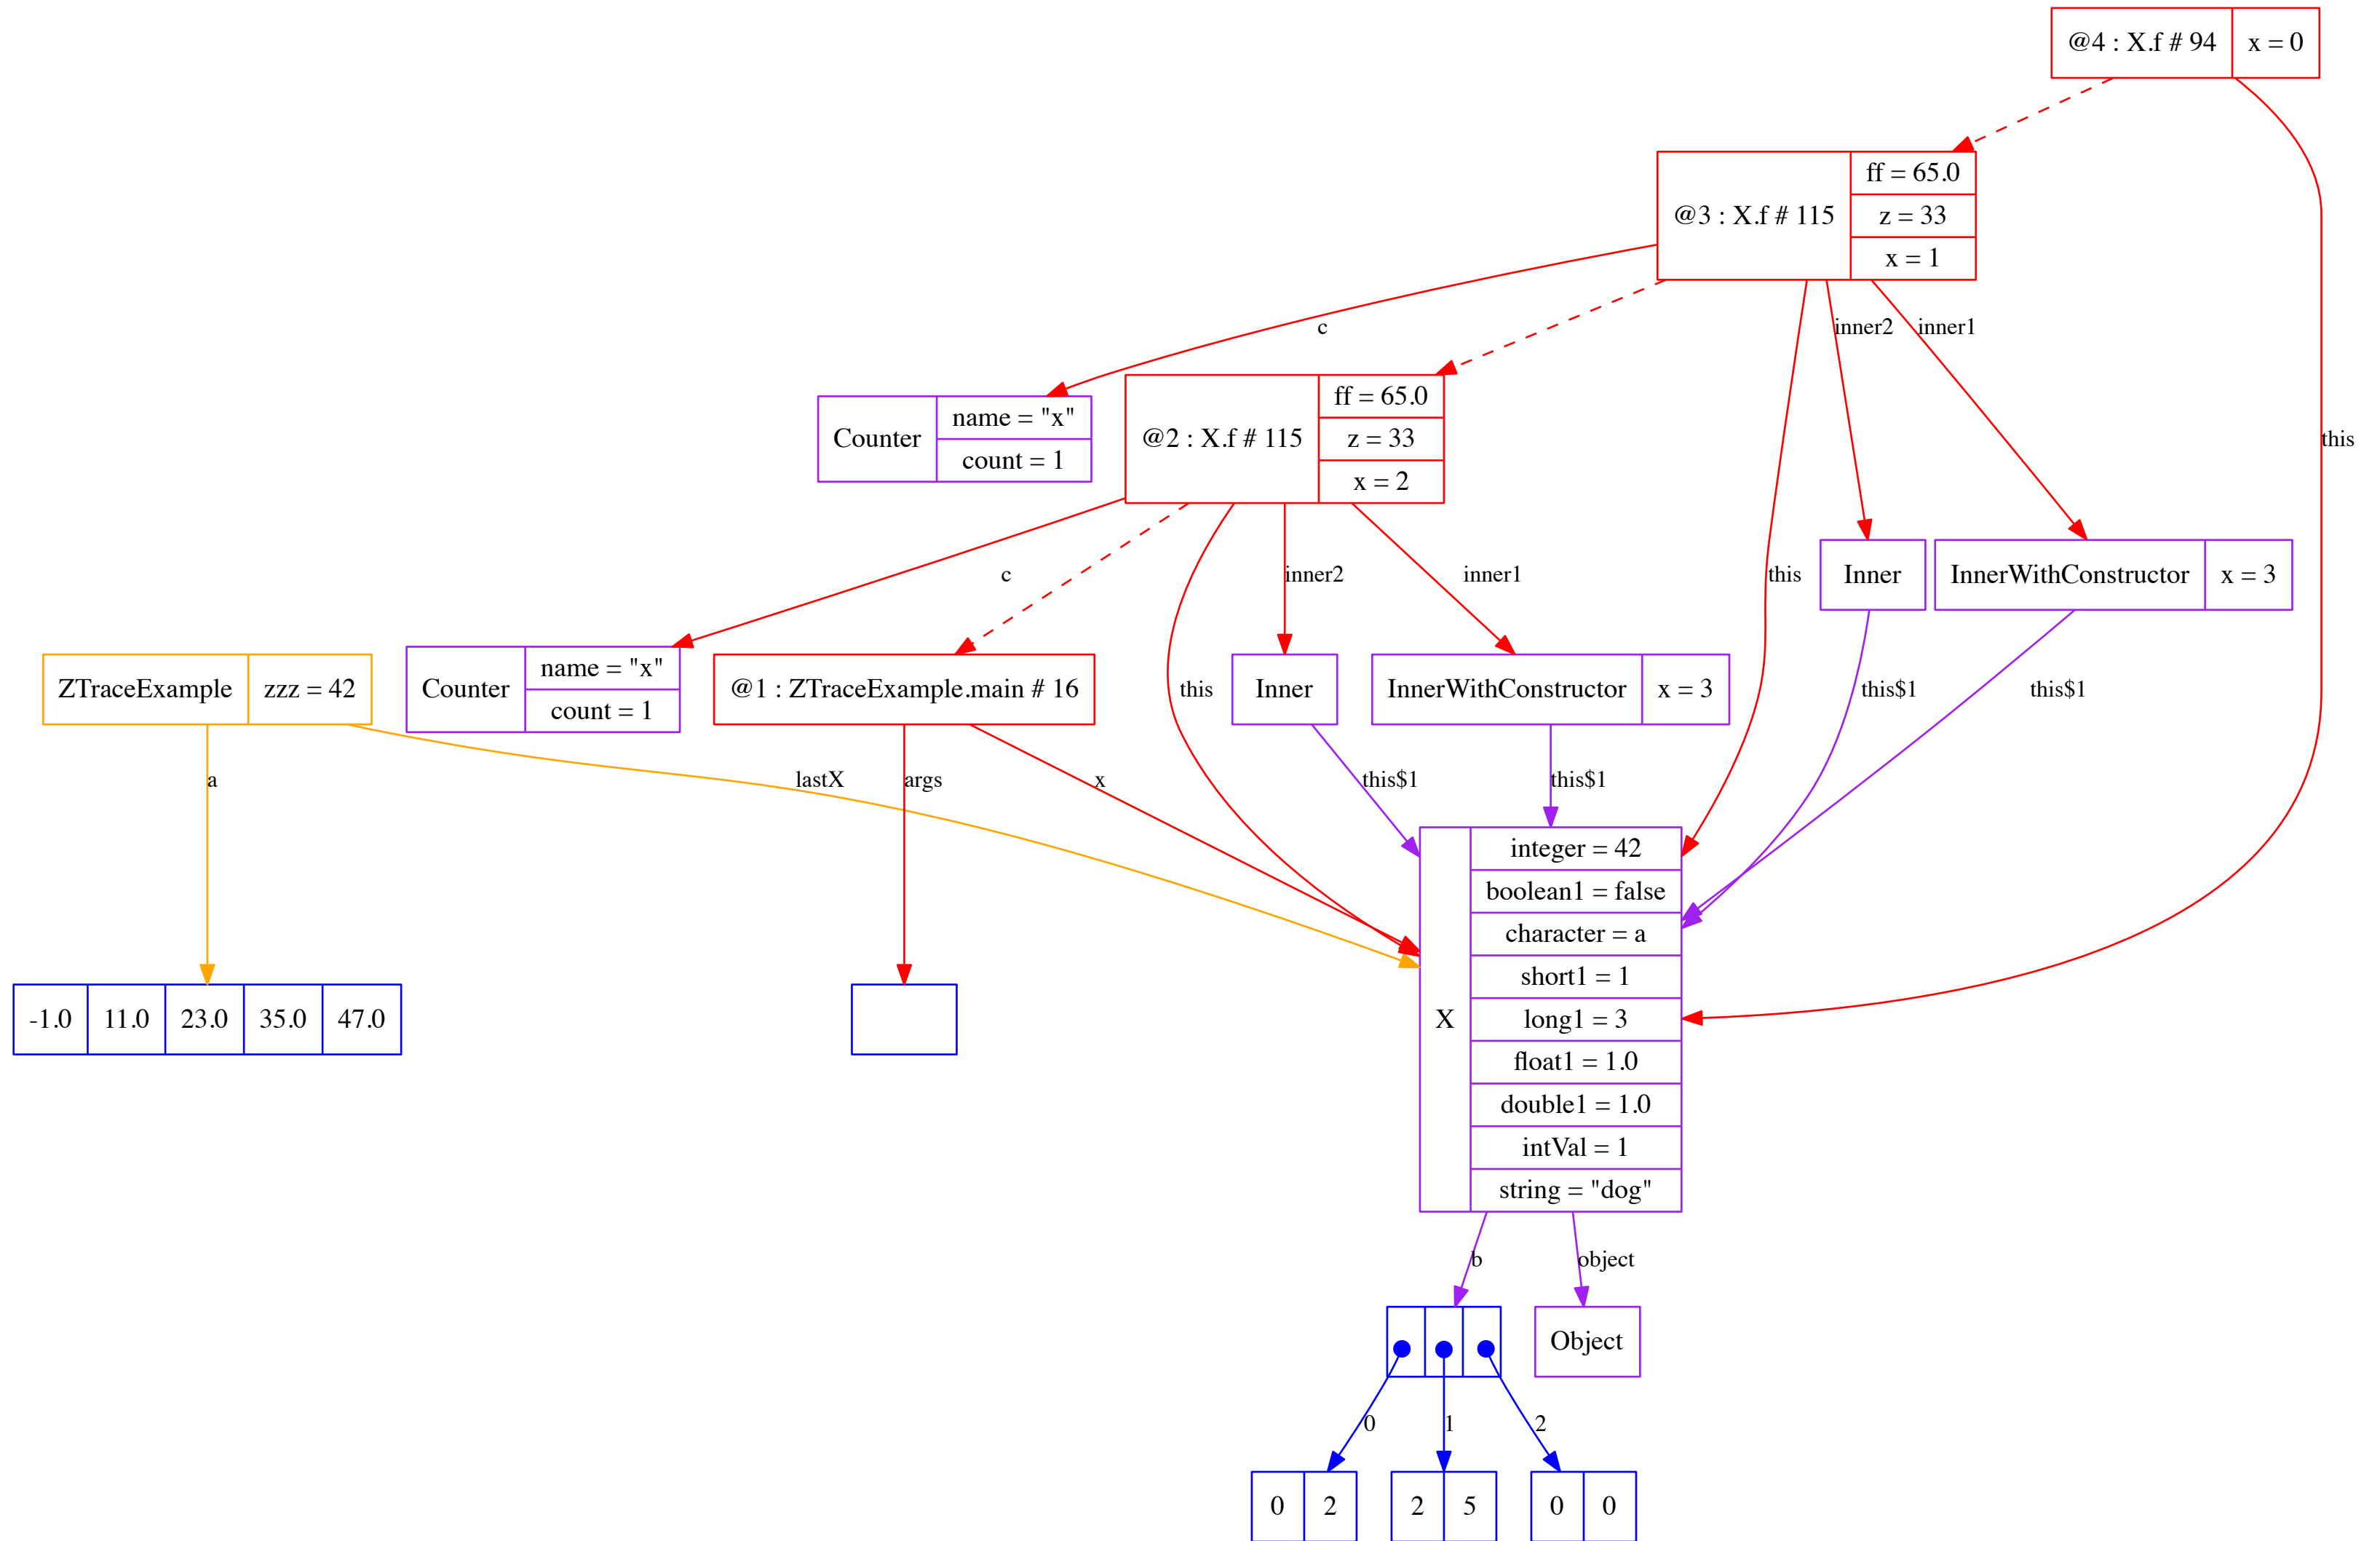 @4 : X.f # 94
x = 0
@3 : X.f # 115
ff = 65.0
z = 33
x = 1
c
inner2
inner1
this
Counter
name = "x"
count = 1
@2 : X.f # 115
ff = 65.0
z = 33
x = 2
c
inner2
inner1
this
Inner
InnerWithConstructor
x = 3
ZTraceExample
zzz = 42
Counter
name = "x"
count = 1
@1 : ZTraceExample.main # 16
this
Inner
InnerWithConstructor
x = 3
this$1
this$1
a
lastX
args
x
this$1
this$1
X
integer = 42
boolean1 = false
character = a
short1 = 1
long1 = 3
float1 = 1.0
double1 = 1.0
intVal = 1
string = "dog"
-1.0
11.0
23.0
35.0
47.0
b
object
Object
0
1
2
0
2
2
5
0
0